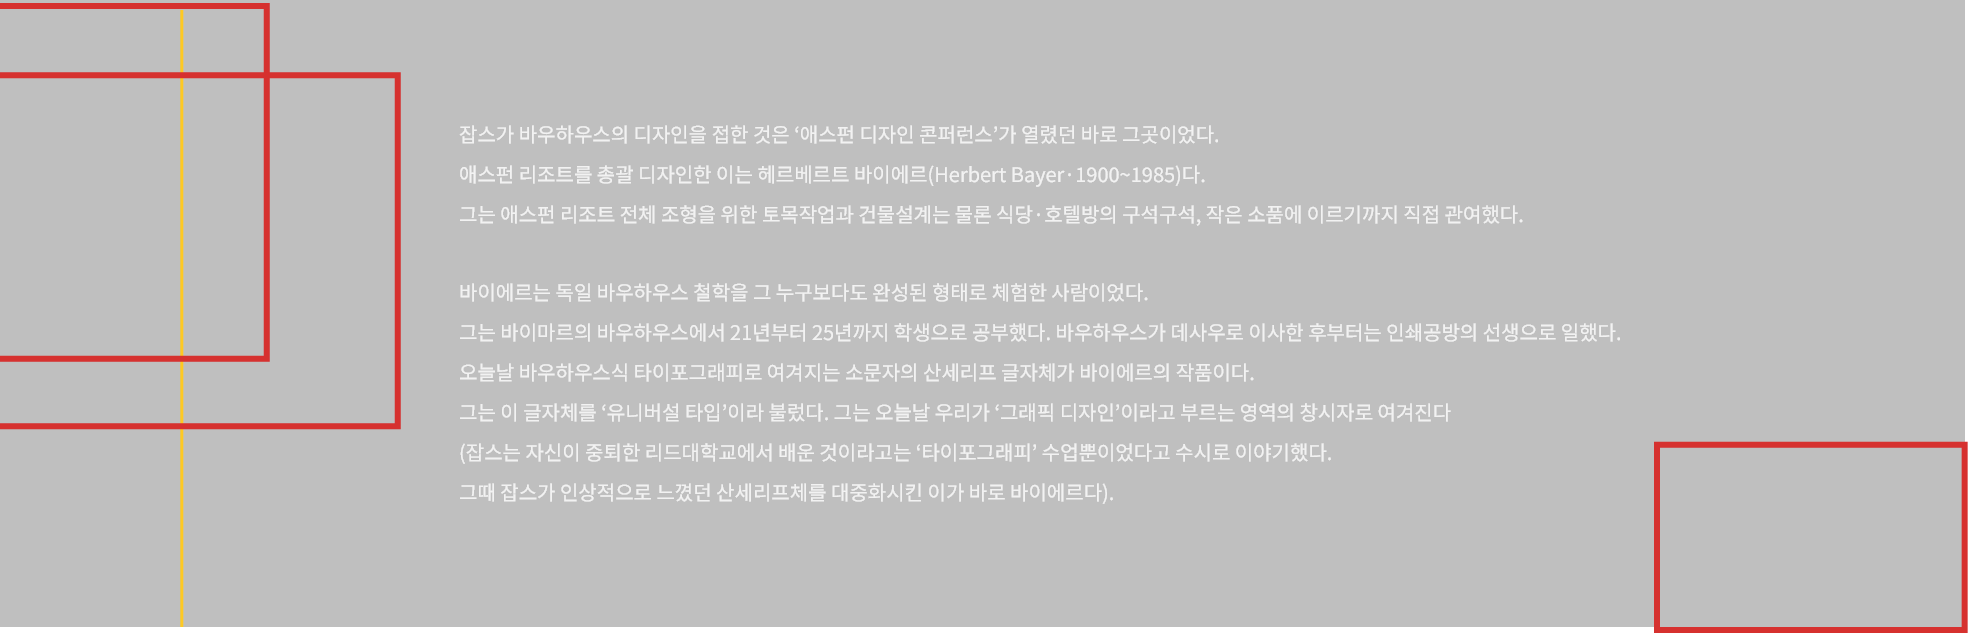 잡스가 바우하우스의 디자인을 접한 것은 ‘애스펀 디자인 콘퍼런스’가 열렸던 바로 그곳이었다.
애스펀 리조트를 총괄 디자인한 이는 헤르베르트 바이에르(Herbert Bayer·1900~1985)다.
그는 애스펀 리조트 전체 조형을 위한 토목작업과 건물설계는 물론 식당·호텔방의 구석구석, 작은 소품에 이르기까지 직접 관여했다.
바이에르는 독일 바우하우스 철학을 그 누구보다도 완성된 형태로 체험한 사람이었다.
그는 바이마르의 바우하우스에서 21년부터 25년까지 학생으로 공부했다. 바우하우스가 데사우로 이사한 후부터는 인쇄공방의 선생으로 일했다.
오늘날 바우하우스식 타이포그래피로 여겨지는 소문자의 산세리프 글자체가 바이에르의 작품이다.
그는 이 글자체를 ‘유니버설 타입’이라 불렀다. 그는 오늘날 우리가 ‘그래픽 디자인’이라고 부르는 영역의 창시자로 여겨진다
(잡스는 자신이 중퇴한 리드대학교에서 배운 것이라고는 ‘타이포그래피’ 수업뿐이었다고 수시로 이야기했다.
그때 잡스가 인상적으로 느꼈던 산세리프체를 대중화시킨 이가 바로 바이에르다).